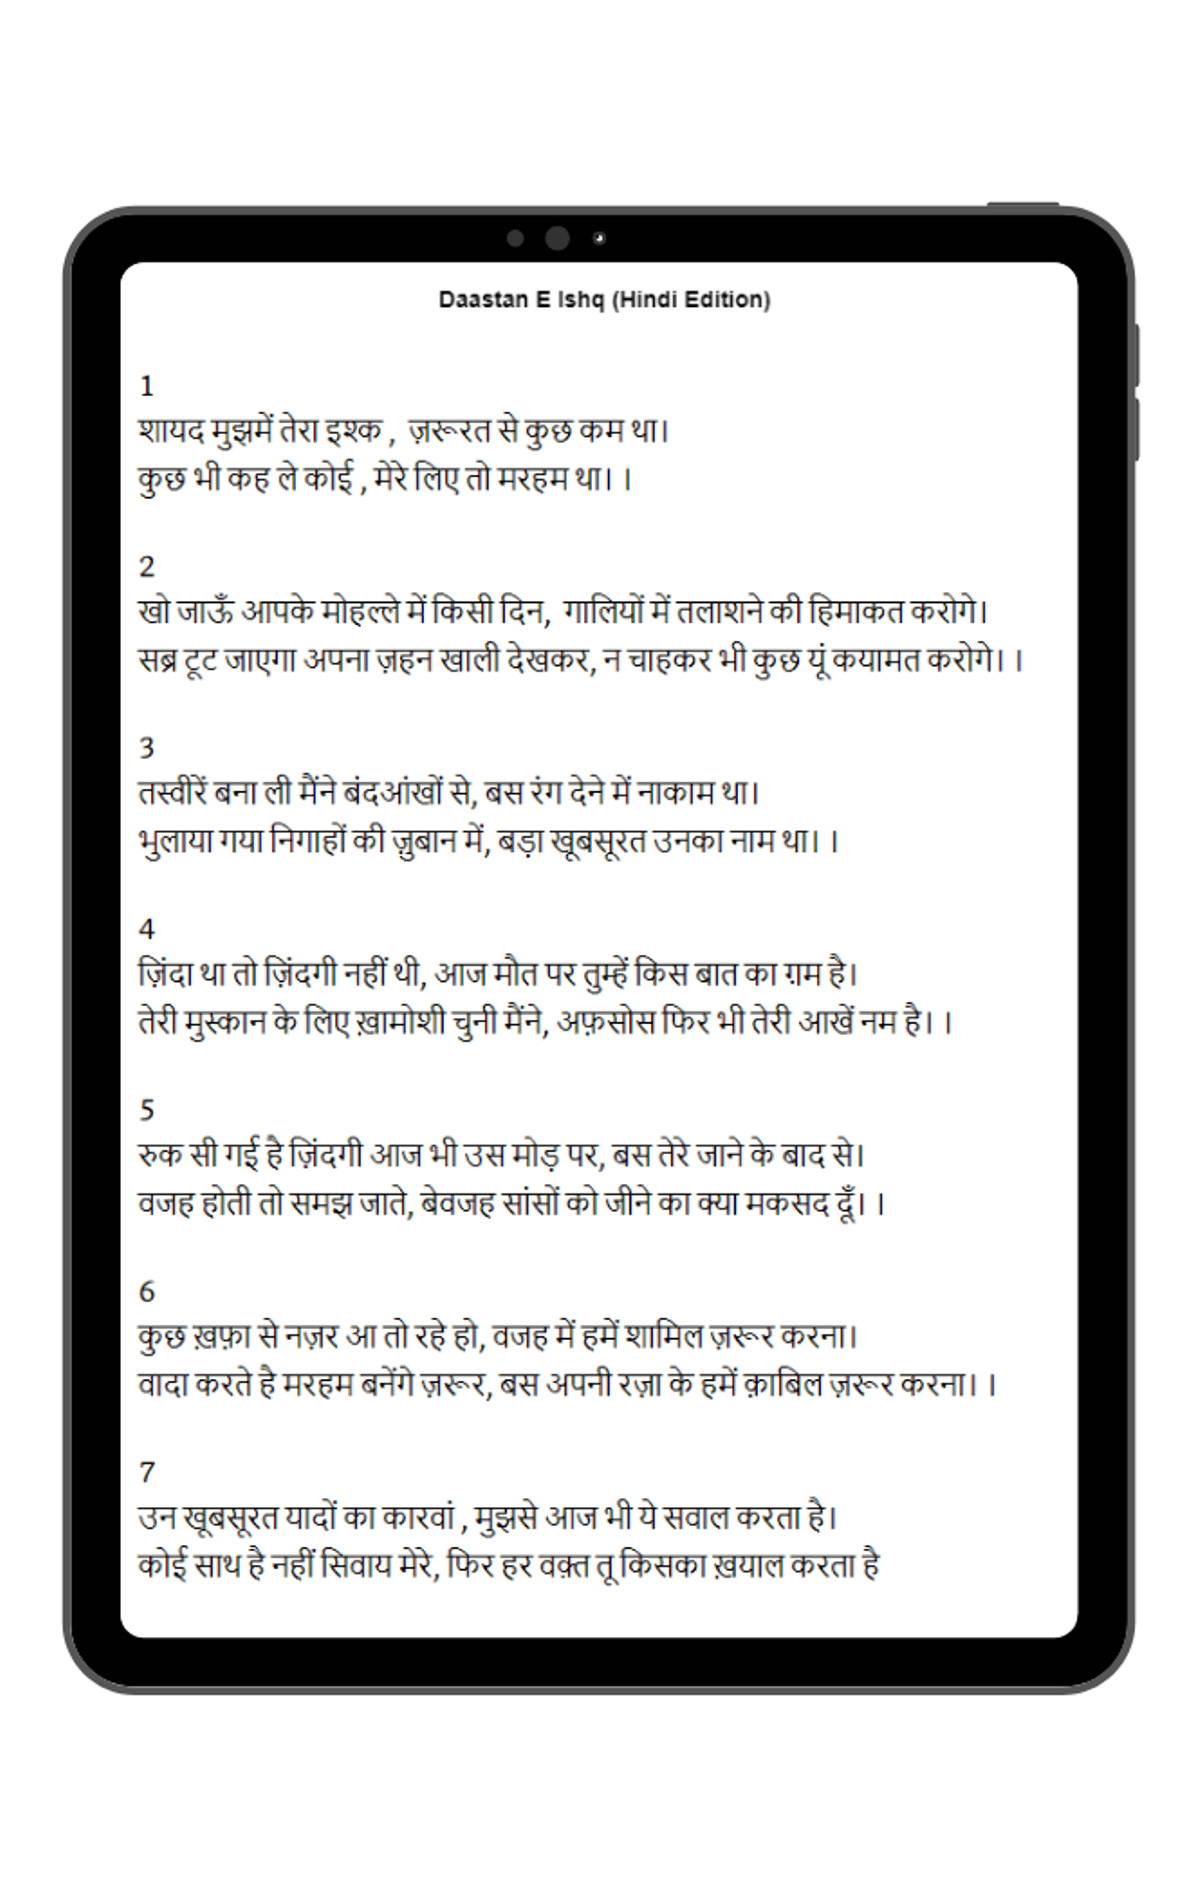 Daastan E Ishq (Hindi Edition)
1
शायद मुझमें तेरा इश्क , ज़रूरत से कुछ कम था।
कुछ भी कह ले कोई , मेरे लिए तो मरहम था। ।
2
खो जाऊँ आपके मोहल्ले में किसी दिन, गालियों में तलाशने की हिमाकत करोगे।
सब्र टूट जाएगा अपना ज़हन खाली देखकर, न चाहकर भी कुछ यूं कयामत करोगे। ।
3
तस्वीरें बना ली मैंने बंदआंखों से, बस रंग देने में नाकाम था।
भुलाया गया निगाहों की ज़ुबान में, बड़ा खूबसूरत उनका नाम था। ।
4
ज़िंदा था तो ज़िंदगी नहीं थी, आज मौत पर तुम्हें किस बात का ग़म है।
तेरी मुस्कान के लिए ख़ामोशी चुनी मैंने, अफ़सोस फिर भी तेरी आखें नम है। ।
5
रुक सी गई है ज़िंदगी आज भी उस मोड़ पर, बस तेरे जाने के बाद से।
वजह होती तो समझ जाते, बेवजह सांसों को जीने का क्या मकसद दूँ। ।
6
कुछ ख़फ़ा से नज़र आ तो रहे हो, वजह में हमें शामिल ज़रूर करना।
वादा करते है मरहम बनेंगे ज़रूर, बस अपनी रज़ा के हमें क़ाबिल ज़रूर करना। ।
7
उन खूबसूरत यादों का कारवां , मुझसे आज भी ये सवाल करता है।
कोई साथ है नहीं सिवाय मेरे, फिर हर वक़्त तू किसका ख़याल करता है